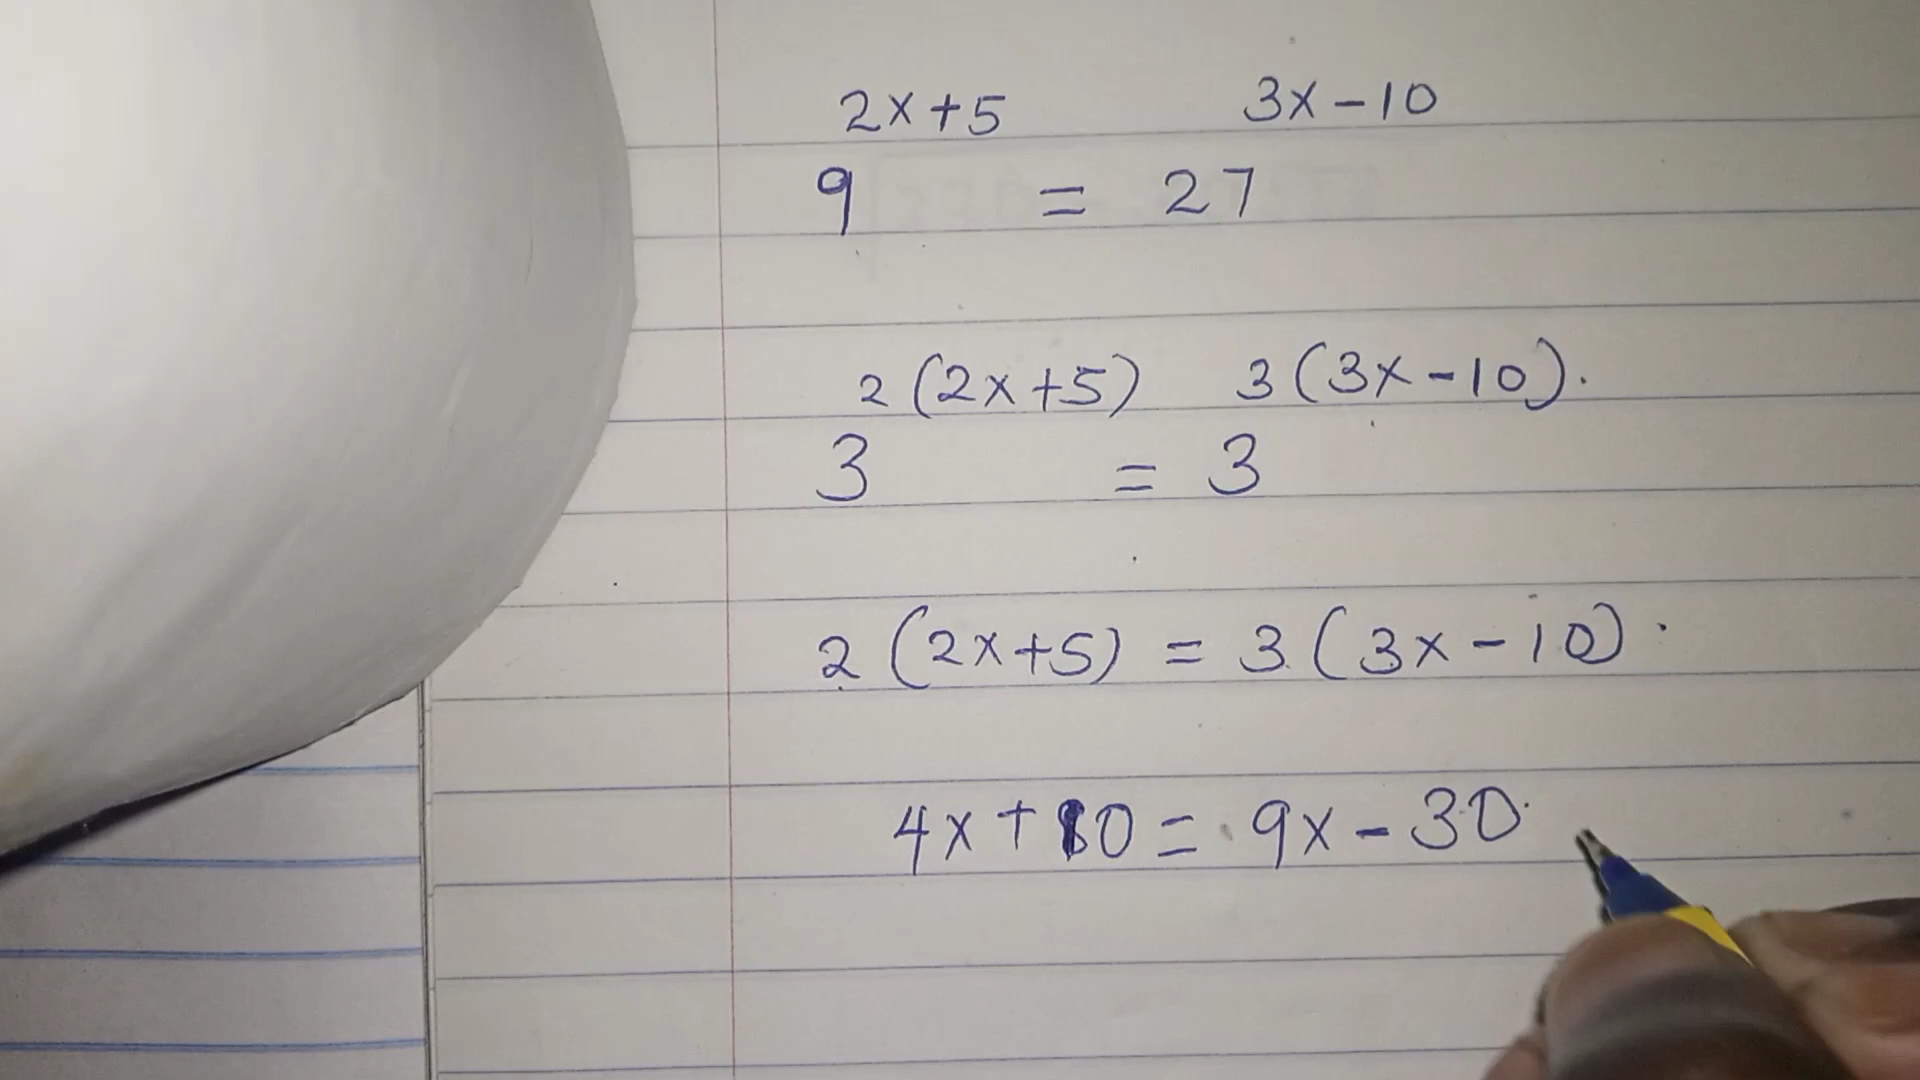 2x+5 3x-10
9 = 27
2(2x+5) 3(3x-10).
3 = 3
2(2x+5) = 3(3x-10).
4x+10 = 9x-30.